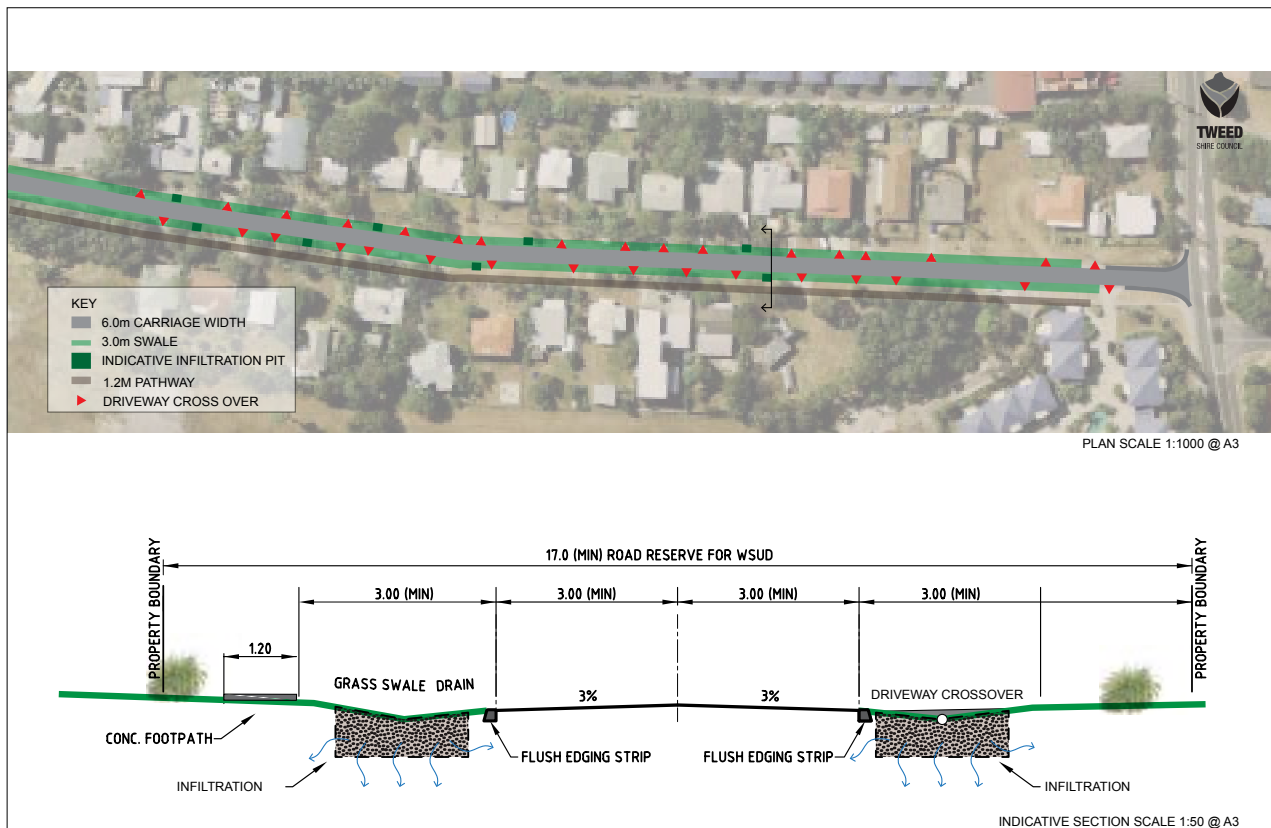 TWEED
SHIRE COUNCIL
KEY
6.0m CARRIAGE WIDTH
3.0m SWALE
INDICATIVE INFILTRATION PIT
1.2M PATHWAY
DRIVEWAY CROSS OVER
PLAN SCALE 1:1000 @ A3
PROPERTY BOUNDARY
17.0 (MIN) ROAD RESERVE FOR WSUD
PROPERTY BOUNDARY
3.00 (MIN)
3.00 (MIN)
3.00 (MIN)
3.00 (MIN)
1.20
GRASS SWALE DRAIN
3%
3%
DRIVEWAY CROSSOVER
CONC. FOOTPATH
FLUSH EDGING STRIP
FLUSH EDGING STRIP
INFILTRATION
INFILTRATION
INDICATIVE SECTION SCALE 1:50 @ A3